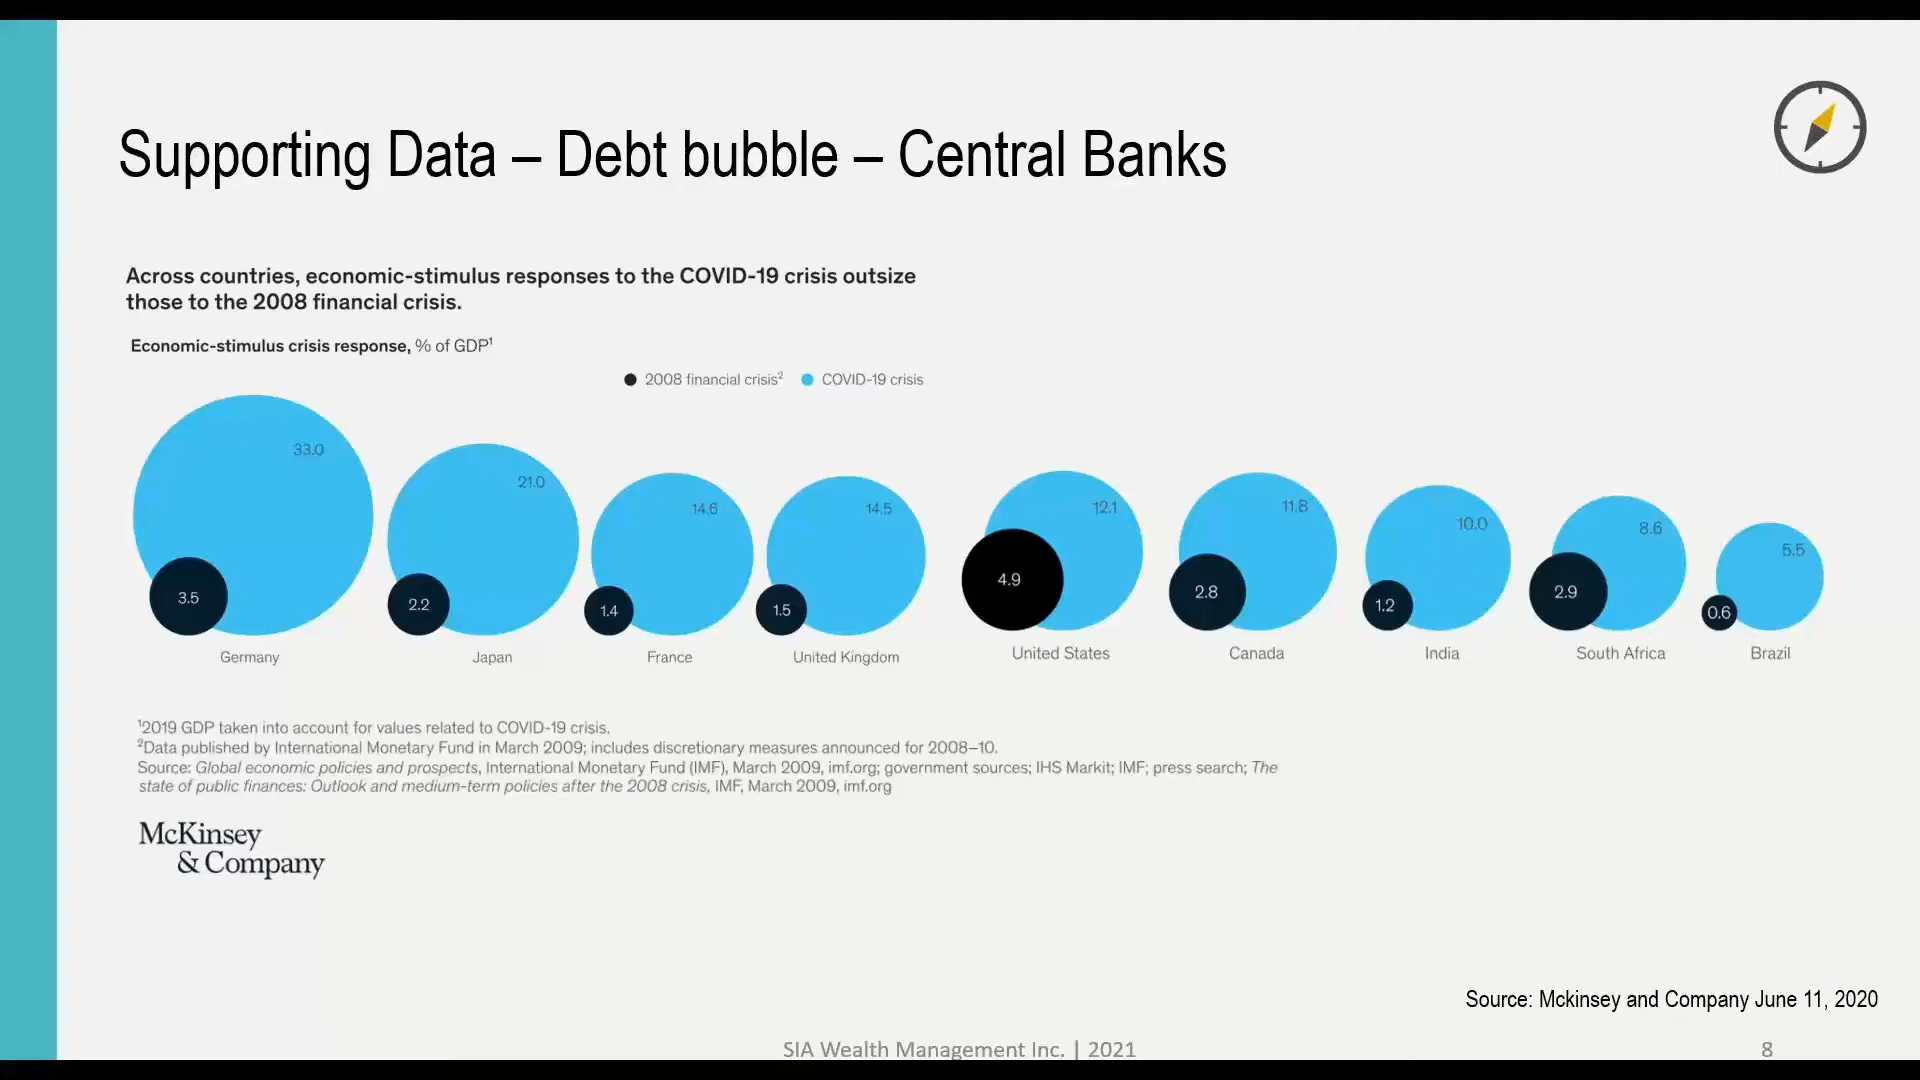 Supporting Data – Debt bubble – Central Banks
Across countries, economic-stimulus responses to the COVID-19 crisis outsize
those to the 2008 financial crisis.
Economic-stimulus crisis response, % of GDP¹
2008 financial crisis² COVID-19 crisis
33.0
3.5
Germany
21.0
2.2
Japan
14.6
1.4
France
14.5
1.5
United Kingdom
12.1
4.9
United States
11.8
2.8
Canada
10.0
1.2
India
8.6
2.9
South Africa
5.5
0.6
Brazil
¹2019 GDP taken into account for values related to COVID-19 crisis.
²Data published by International Monetary Fund in March 2009; includes discretionary measures announced for 2008–10.
Source: Global economic policies and prospects, International Monetary Fund (IMF), March 2009, imf.org; government sources; IHS Markit; IMF; press search; The
state of public finances: Outlook and medium-term policies after the 2008 crisis, IMF, March 2009, imf.org
McKinsey
& Company
Source: Mckinsey and Company June 11, 2020
SIA Wealth Management Inc. | 2021
8